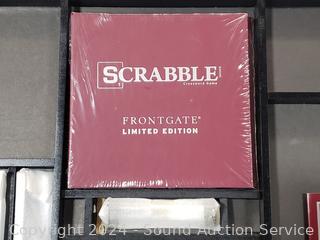 SCRABBLE
Crossword Game
FRONTGATE®
LIMITED EDITION
Copyright 2024 - Sound Auction Service